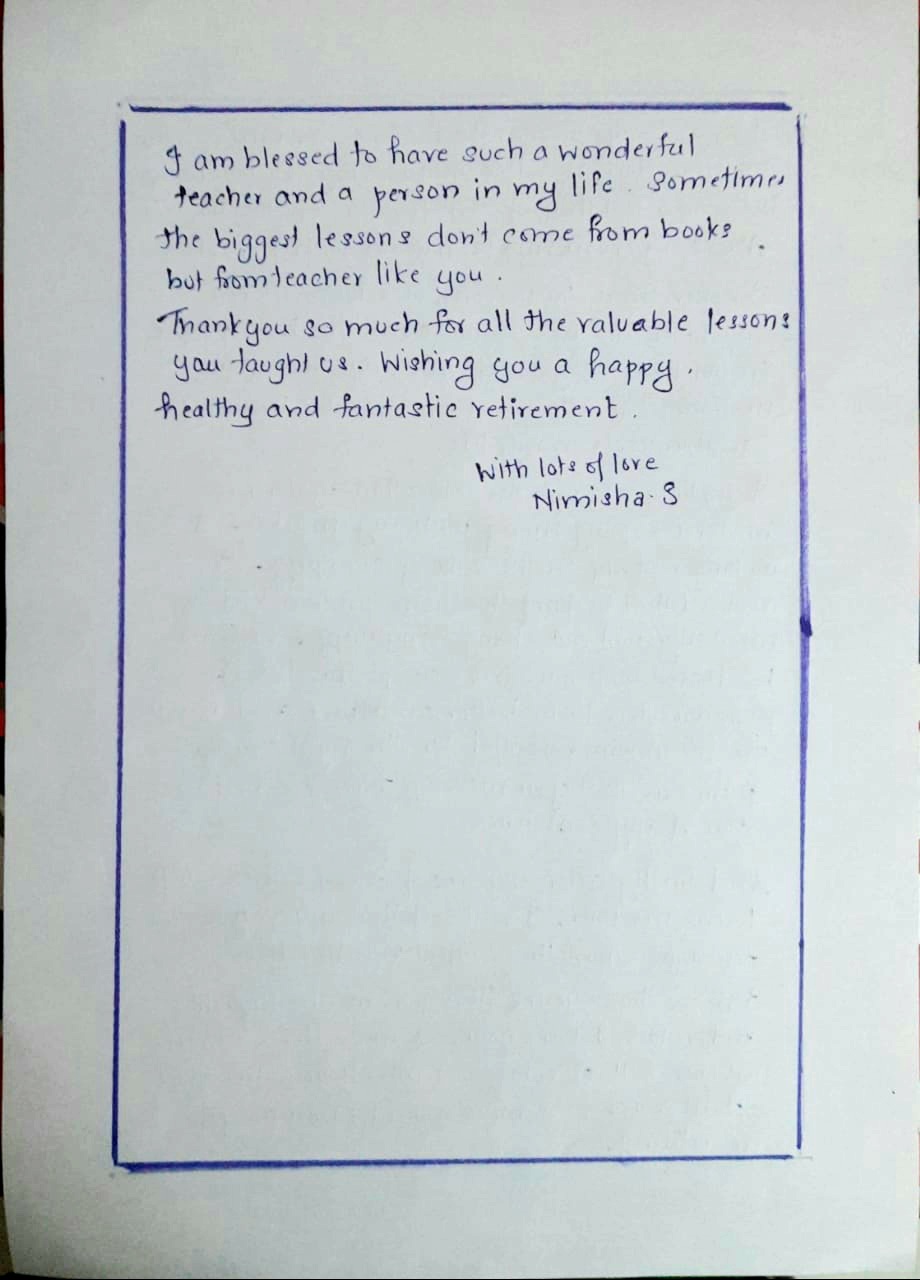 I am blessed to have such a wonderful
teacher and a person in my life. Sometimes
the biggest lessons don't come from books.
but from teacher like you.
Thank you so much for all the valuable lessons
you taught us. Wishing you a happy,
healthy and fantastic retirement.
With lots of love
Nimisha. S